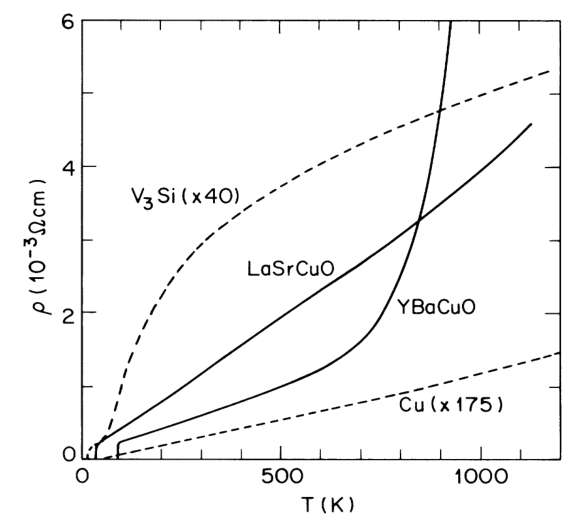 6
4
2
0
ρ (10⁻³Ωcm)
V₃Si (x40)
LaSrCuO
YBaCuO
Cu (x175)
0
500
1000
T (K)